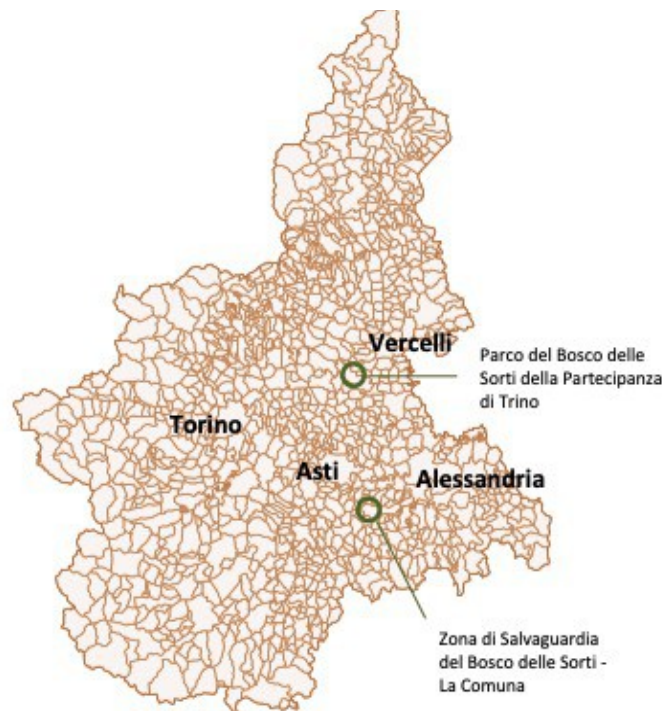 Vercelli
Parco del Bosco delle
Sorti della Partecipanza
di Trino
Torino
Asti
Alessandria
Zona di Salvaguardia
del Bosco delle Sorti -
La Comuna